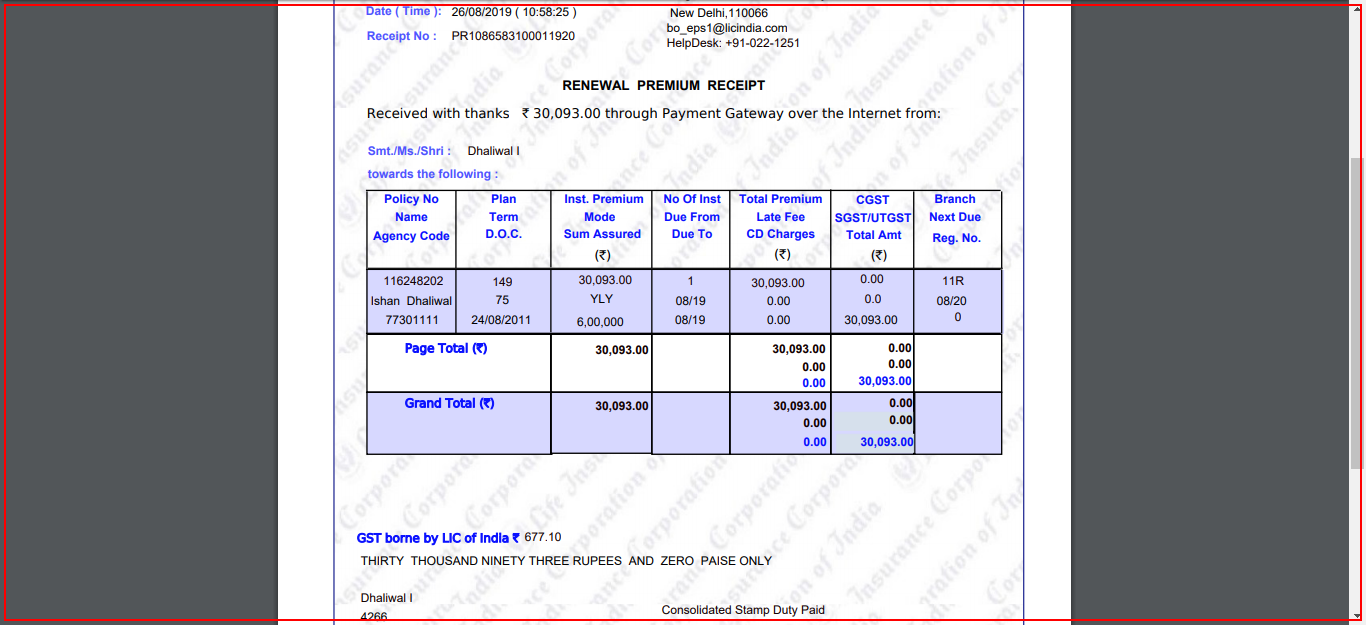 Date ( Time ): 26/08/2019 ( 10:58:25 )
New Delhi,110066
bo_eps1@licindia.com
Receipt No : PR1086583100011920
HelpDesk: +91-022-1251
RENEWAL PREMIUM RECEIPT
Received with thanks ₹ 30,093.00 through Payment Gateway over the Internet from:
Smt./Ms./Shri : Dhaliwal I
towards the following :
Policy No Plan Inst. Premium No Of Inst Total Premium CGST Branch
Name Term Mode Due From Late Fee SGST/UTGST Next Due
Agency Code D.O.C. Sum Assured Due To CD Charges Total Amt Reg. No.
(₹) (₹) (₹)
116248202 149 30,093.00 1 30,093.00 0.00 11R
Ishan Dhaliwal 75 YLY 08/19 0.00 0.0 08/20
77301111 24/08/2011 6,00,000 08/19 0.00 30,093.00 0
Page Total (₹) 30,093.00 30,093.00 0.00
0.00 0.00
0.00 30,093.00
Grand Total (₹) 30,093.00 30,093.00 0.00
0.00 0.00
0.00 30,093.00
GST borne by LIC of India ₹ 677.10
THIRTY THOUSAND NINETY THREE RUPEES AND ZERO PAISE ONLY
Dhaliwal I
Consolidated Stamp Duty Paid
4266